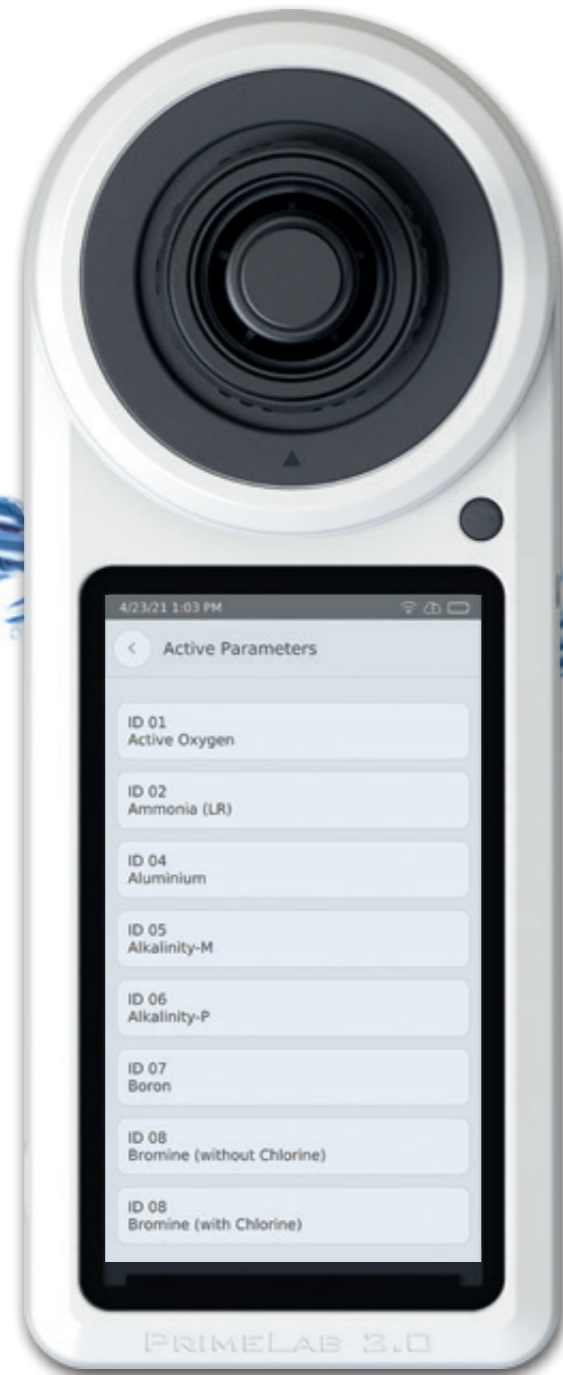 4/23/21 1:03 PM
Active Parameters
ID 01
Active Oxygen
ID 02
Ammonia (LR)
ID 04
Aluminium
ID 05
Alkalinity-M
ID 06
Alkalinity-P
ID 07
Boron
ID 08
Bromine (without Chlorine)
ID 08
Bromine (with Chlorine)
PRIMELAB 2.0